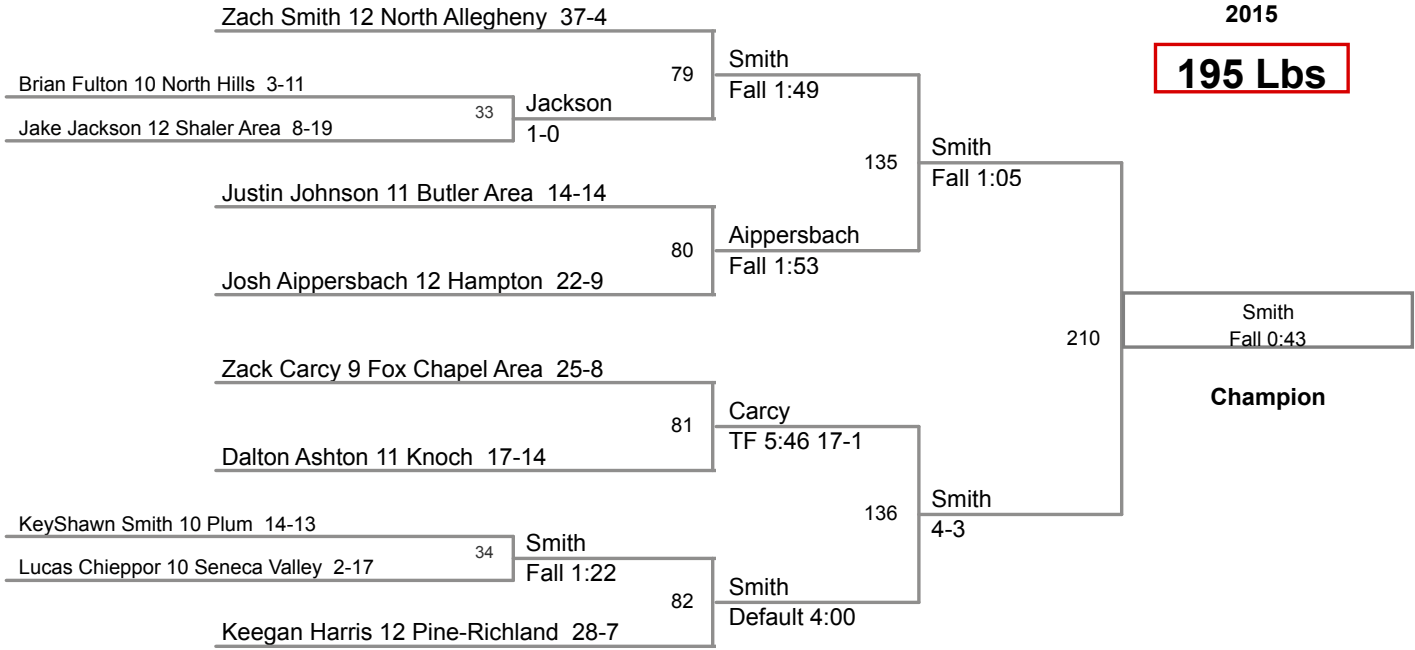 Zach Smith 12 North Allegheny 37-4
2015
195 Lbs
79
Smith
Fall 1:49
Brian Fulton 10 North Hills 3-11
33
Jackson
1-0
Jake Jackson 12 Shaler Area 8-19
135
Smith
Fall 1:05
Justin Johnson 11 Butler Area 14-14
80
Aippersbach
Fall 1:53
Josh Aippersbach 12 Hampton 22-9
210
Smith
Fall 0:43
Champion
Zack Carcy 9 Fox Chapel Area 25-8
81
Carcy
TF 5:46 17-1
Dalton Ashton 11 Knoch 17-14
136
Smith
4-3
KeyShawn Smith 10 Plum 14-13
34
Smith
Fall 1:22
Lucas Chieppor 10 Seneca Valley 2-17
82
Smith
Default 4:00
Keegan Harris 12 Pine-Richland 28-7